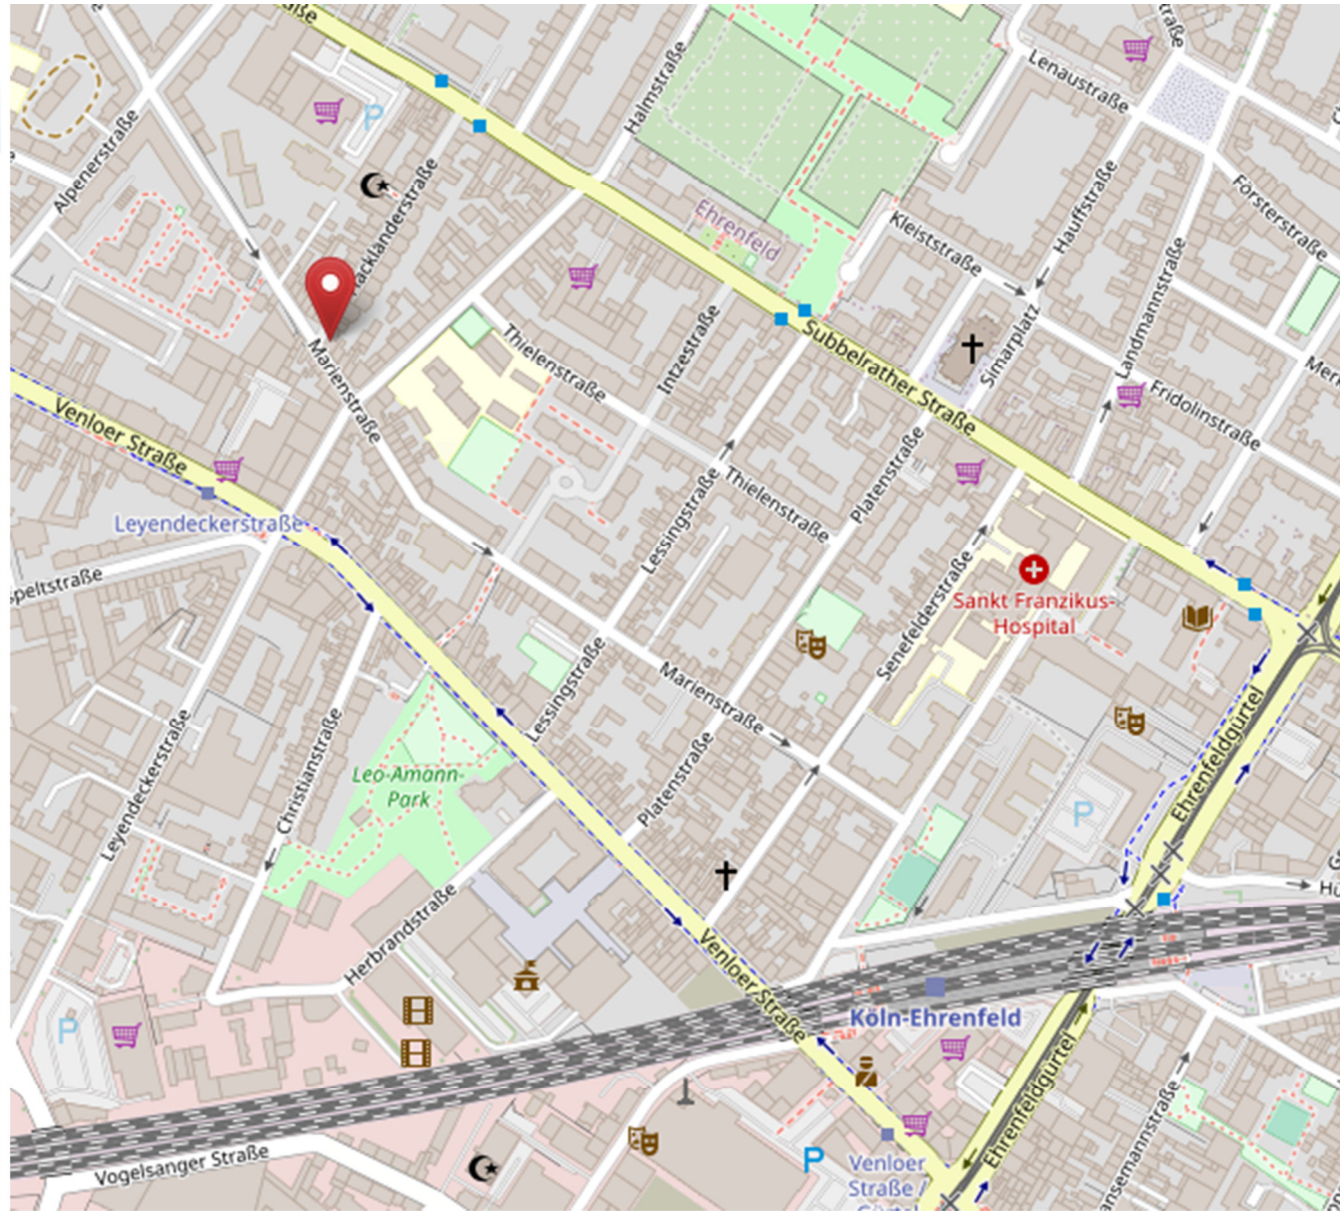 Halmstraße
Lenaustraße
Alpenerstraße
Hackländerstraße
Ehrenfeld
Kleiststraße
Hauffstraße
Försterstraße
Landmannstraße
Simarplatz
Thielenstraße
Intzestraße
Subbelrather Straße
Marienstraße
Fridolinstraße
Venloer Straße
Leyendeckerstraße
Lessingstraße
Thielenstraße
Platenstraße
Senefelderstraße
Sankt Franzikus-
Hospital
Marienstraße
Lessingstraße
Ehrenfeldgürtel
Leo-Amann-
Park
Christianstraße
Leyendeckerstraße
Platenstraße
P
P
Herbrandstraße
Venloer Straße
Köln-Ehrenfeld
P
Ehrenfeldgürtel
Vogelsanger Straße
P
Venloer
Straße /